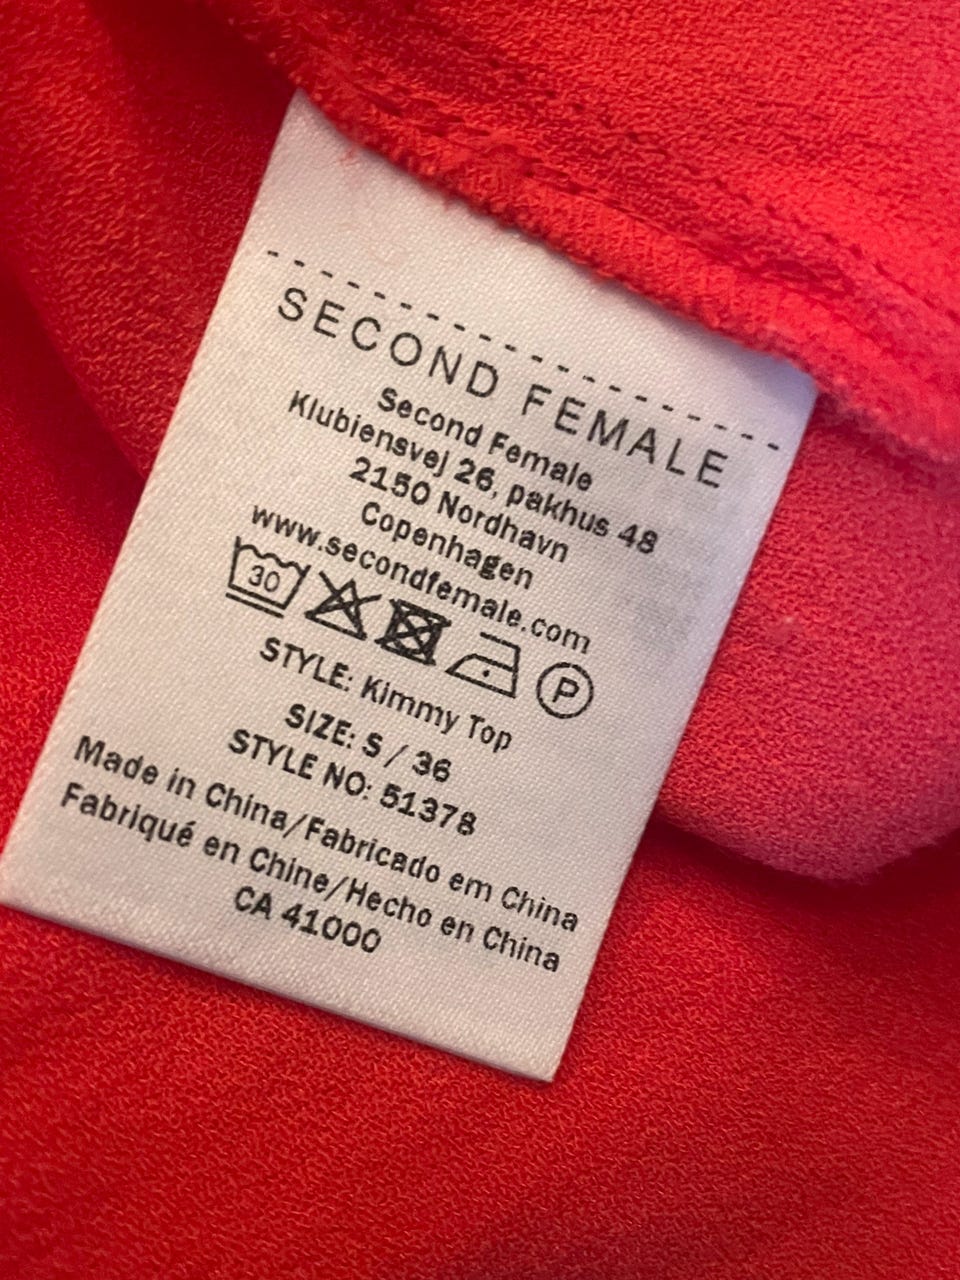 SECOND FEMALE
Second Female
Klubiensvej 26, pakhus 48
2150 Nordhavn
Copenhagen
www.secondfemale.com
30 P
STYLE: Kimmy Top
SIZE: S / 36
STYLE NO: 51378
Made in China/Fabricado em China
Fabriqué en Chine/Hecho en China
CA 41000